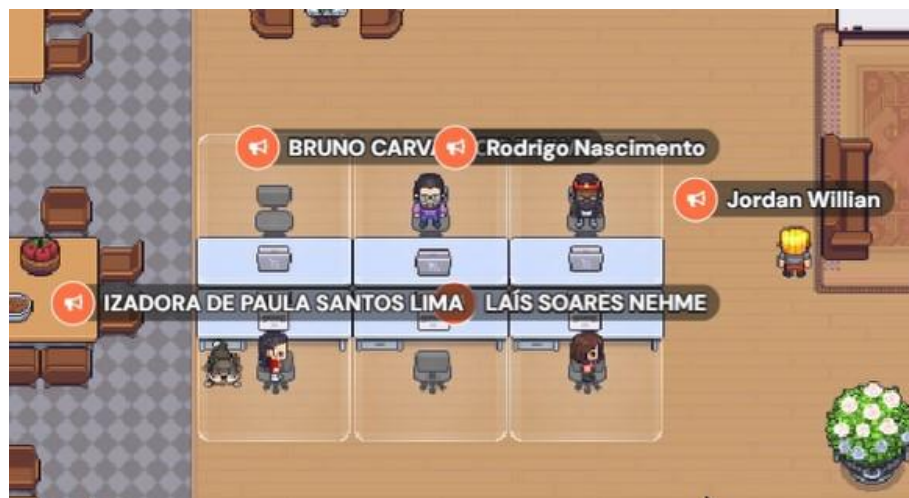 BRUNO CARVA
Rodrigo Nascimento
Jordan Willian
IZADORA DE PAULA SANTOS LIMA
LAÍS SOARES NEHME